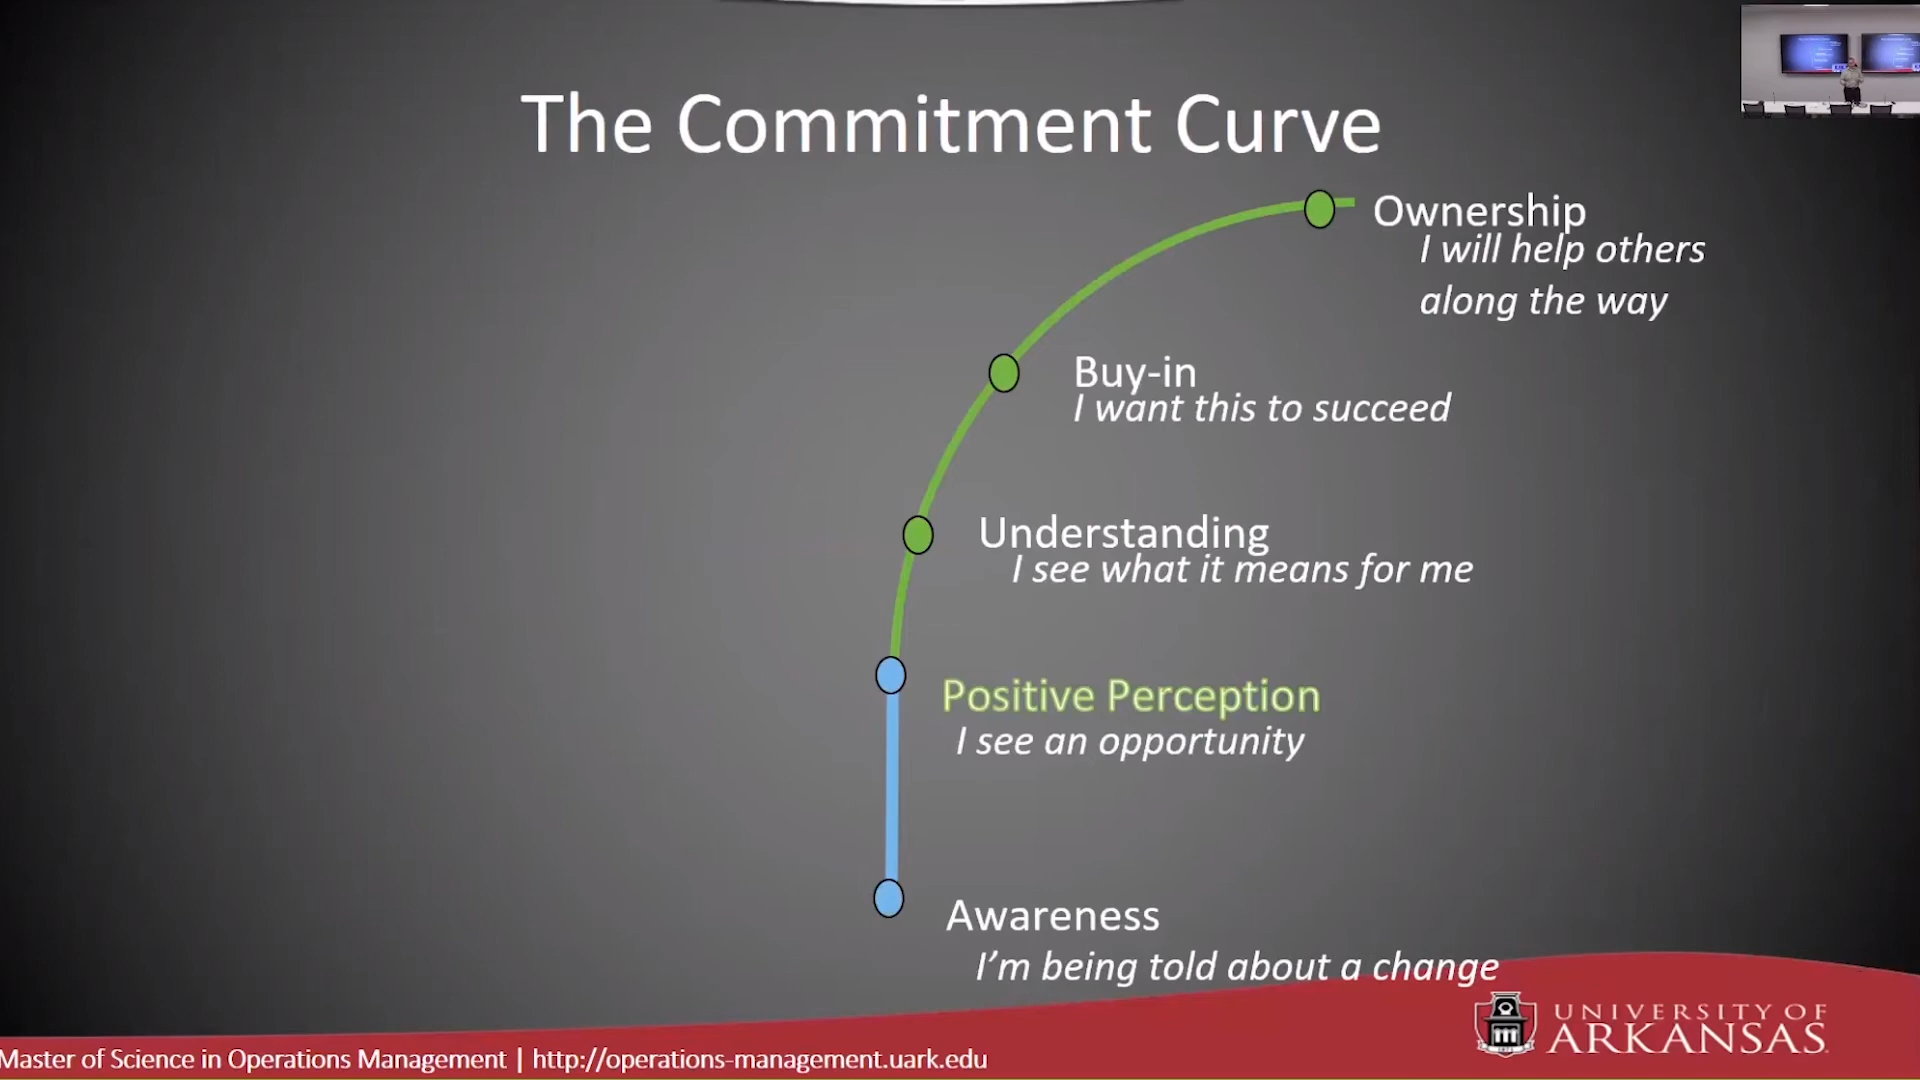 The Commitment Curve
Ownership
I will help others
along the way
Buy-in
I want this to succeed
Understanding
I see what it means for me
Positive Perception
I see an opportunity
Awareness
I’m being told about a change
UNIVERSITY OF
ARKANSAS
Master of Science in Operations Management | http://operations-management.uark.edu